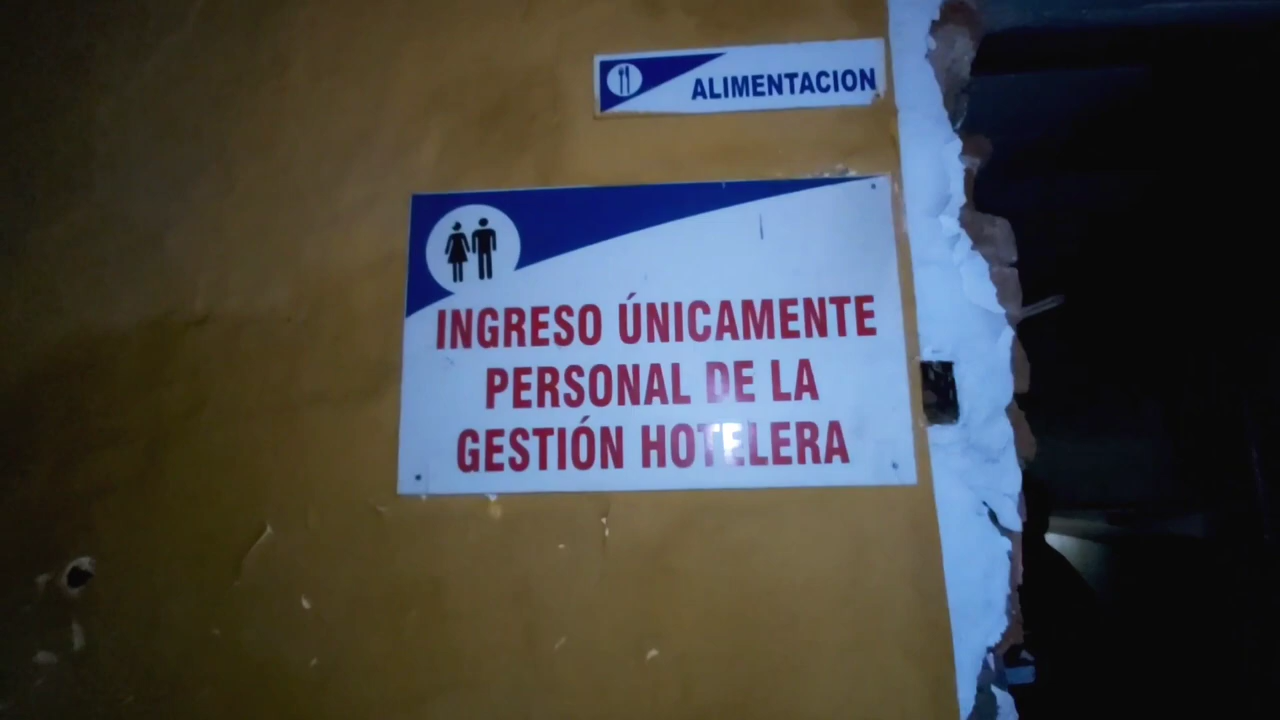 ALIMENTACION
INGRESO ÚNICAMENTE
PERSONAL DE LA
GESTIÓN HOTELERA